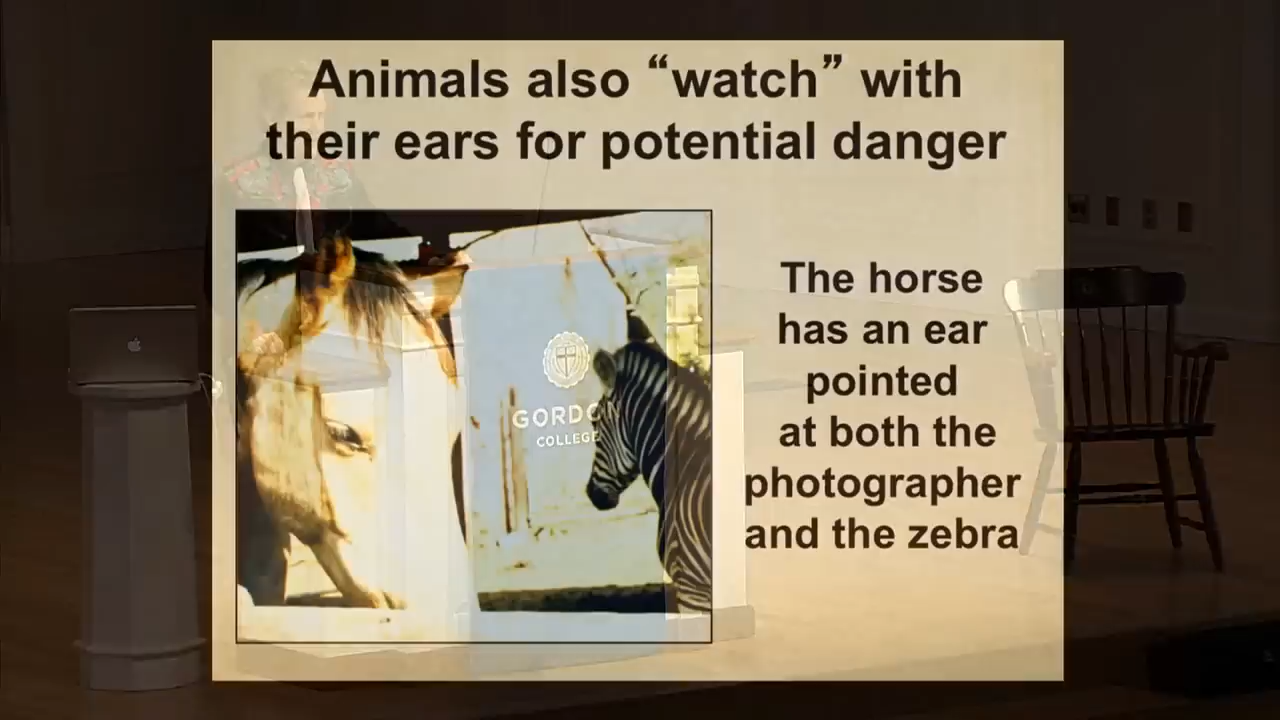 Animals also “watch” with
their ears for potential danger
The horse
has an ear
pointed
at both the
photographer
and the zebra
GORDON
COLLEGE